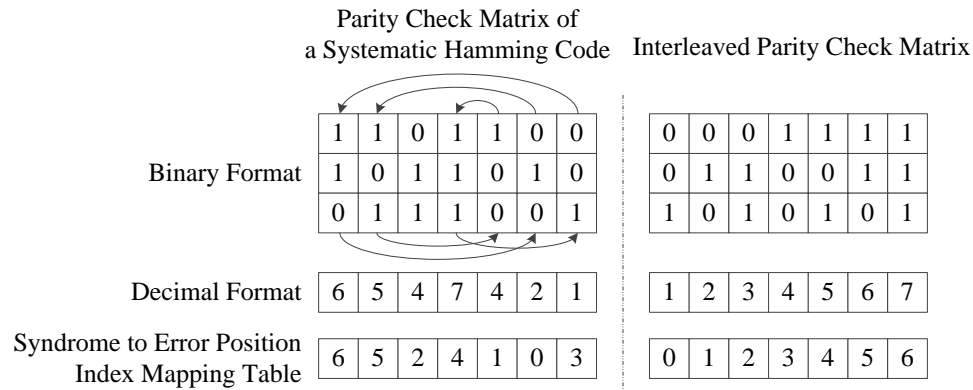 Parity Check Matrix of
a Systematic Hamming Code
Interleaved Parity Check Matrix
1 1 0 1 1 0 0 0 0 0 1 1 1 1
Binary Format 1 0 1 1 0 1 0 0 1 1 0 0 1 1
0 1 1 1 0 0 1 1 0 1 0 1 0 1
Decimal Format 6 5 4 7 4 2 1 1 2 3 4 5 6 7
Syndrome to Error Position
Index Mapping Table 6 5 2 4 1 0 3 0 1 2 3 4 5 6